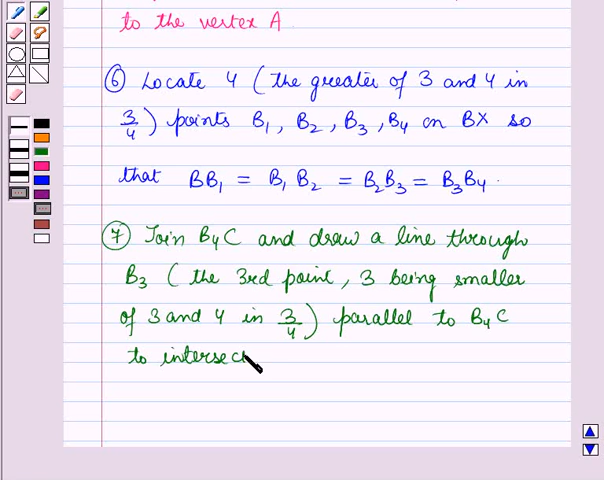 to the vertex A
⑥ Locate 4 ( the greater of 3 and 4 in
3/4 ) points B₁, B₂, B₃, B₄ on BX so
that BB₁ = B₁B₂ = B₂B₃ = B₃B₄.
⑦ Join B₄C and draw a line through
B₃ ( the 3rd point, 3 being smaller
of 3 and 4 in 3/4 ) parallel to B₄C
to intersec